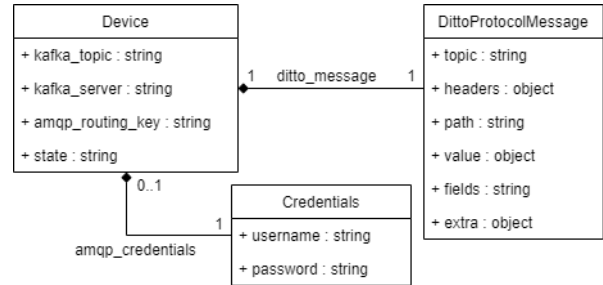 Device
+ kafka_topic : string
+ kafka_server : string
+ amqp_routing_key : string
+ state : string
1
ditto_message
1
DittoProtocolMessage
+ topic : string
+ headers : object
+ path : string
+ value : object
+ fields : string
+ extra : object
0..1
amqp_credentials
1
Credentials
+ username : string
+ password : string